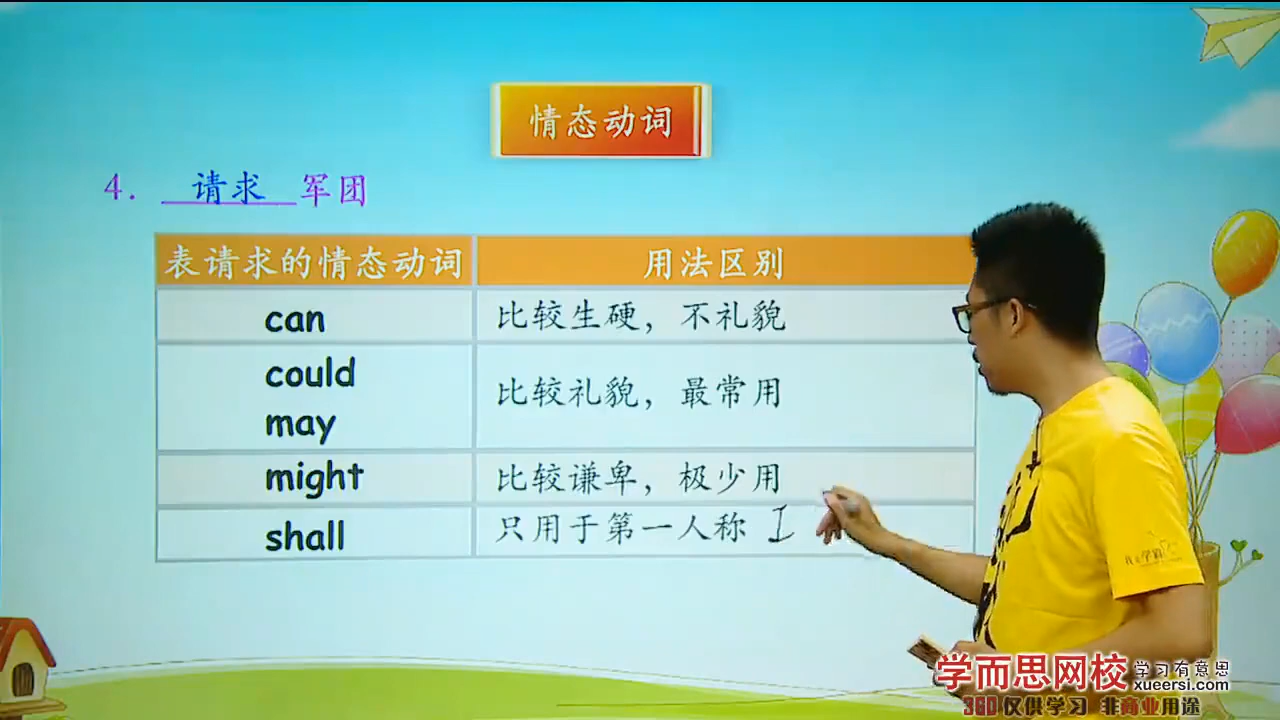 情态动词
4. 请求 军团
表请求的情态动词 用法区别
can 比较生硬，不礼貌
could
may
比较礼貌，最常用
might 比较谦卑，极少用
shall 只用于第一人称 I
学而思网校 学习有意思
xueersi.com
360 仅供学习 非商业用途